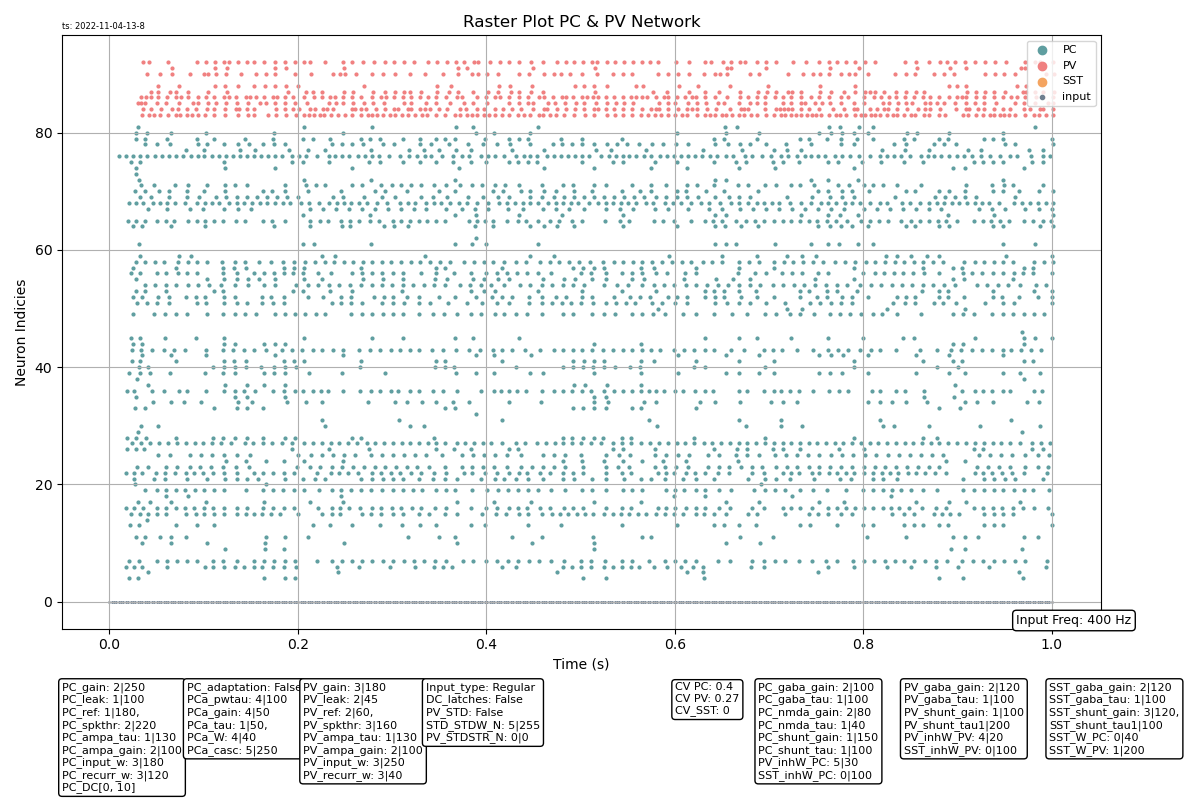 ts: 2022-11-04-13-8
Raster Plot PC & PV Network
PC
PV
SST
input
Neuron Indicies
80
60
40
20
0
0.0
0.2
0.4
0.6
0.8
1.0
Input Freq: 400 Hz
Time (s)
PC_gain: 2|250
PC_leak: 1|100
PC_ref: 1|180,
PC_spkthr: 2|220
PC_ampa_tau: 1|130
PC_ampa_gain: 2|100
PC_input_w: 3|180
PC_recurr_w: 3|120
PC_DC[0, 10]
PC_adaptation: False
PCa_pwtau: 4|100
PCa_gain: 4|50
PCa_tau: 1|50,
PCa_W: 4|40
PCa_casc: 5|250
PV_gain: 3|180
PV_leak: 2|45
PV_ref: 2|60,
PV_spkthr: 3|160
PV_ampa_tau: 1|130
PV_ampa_gain: 2|100
PV_input_w: 3|250
PV_recurr_w: 3|40
Input_type: Regular
DC_latches: False
PV_STD: False
STD_STDW_N: 5|255
PV_STDSTR_N: 0|0
CV PC: 0.4
CV PV: 0.27
CV_SST: 0
PC_gaba_gain: 2|100
PC_gaba_tau: 1|100
PC_nmda_gain: 2|80
PC_nmda_tau: 1|40
PC_shunt_gain: 1|150
PC_shunt_tau: 1|100
PV_inhW_PC: 5|30
SST_inhW_PC: 0|100
PV_gaba_gain: 2|120
PV_gaba_tau: 1|100
PV_shunt_gain: 1|100
PV_shunt_tau1|200
PV_inhW_PV: 4|20
SST_inhW_PV: 0|100
SST_gaba_gain: 2|120
SST_gaba_tau: 1|100
SST_shunt_gain: 3|120,
SST_shunt_tau1|100
SST_W_PC: 0|40
SST_W_PV: 1|200